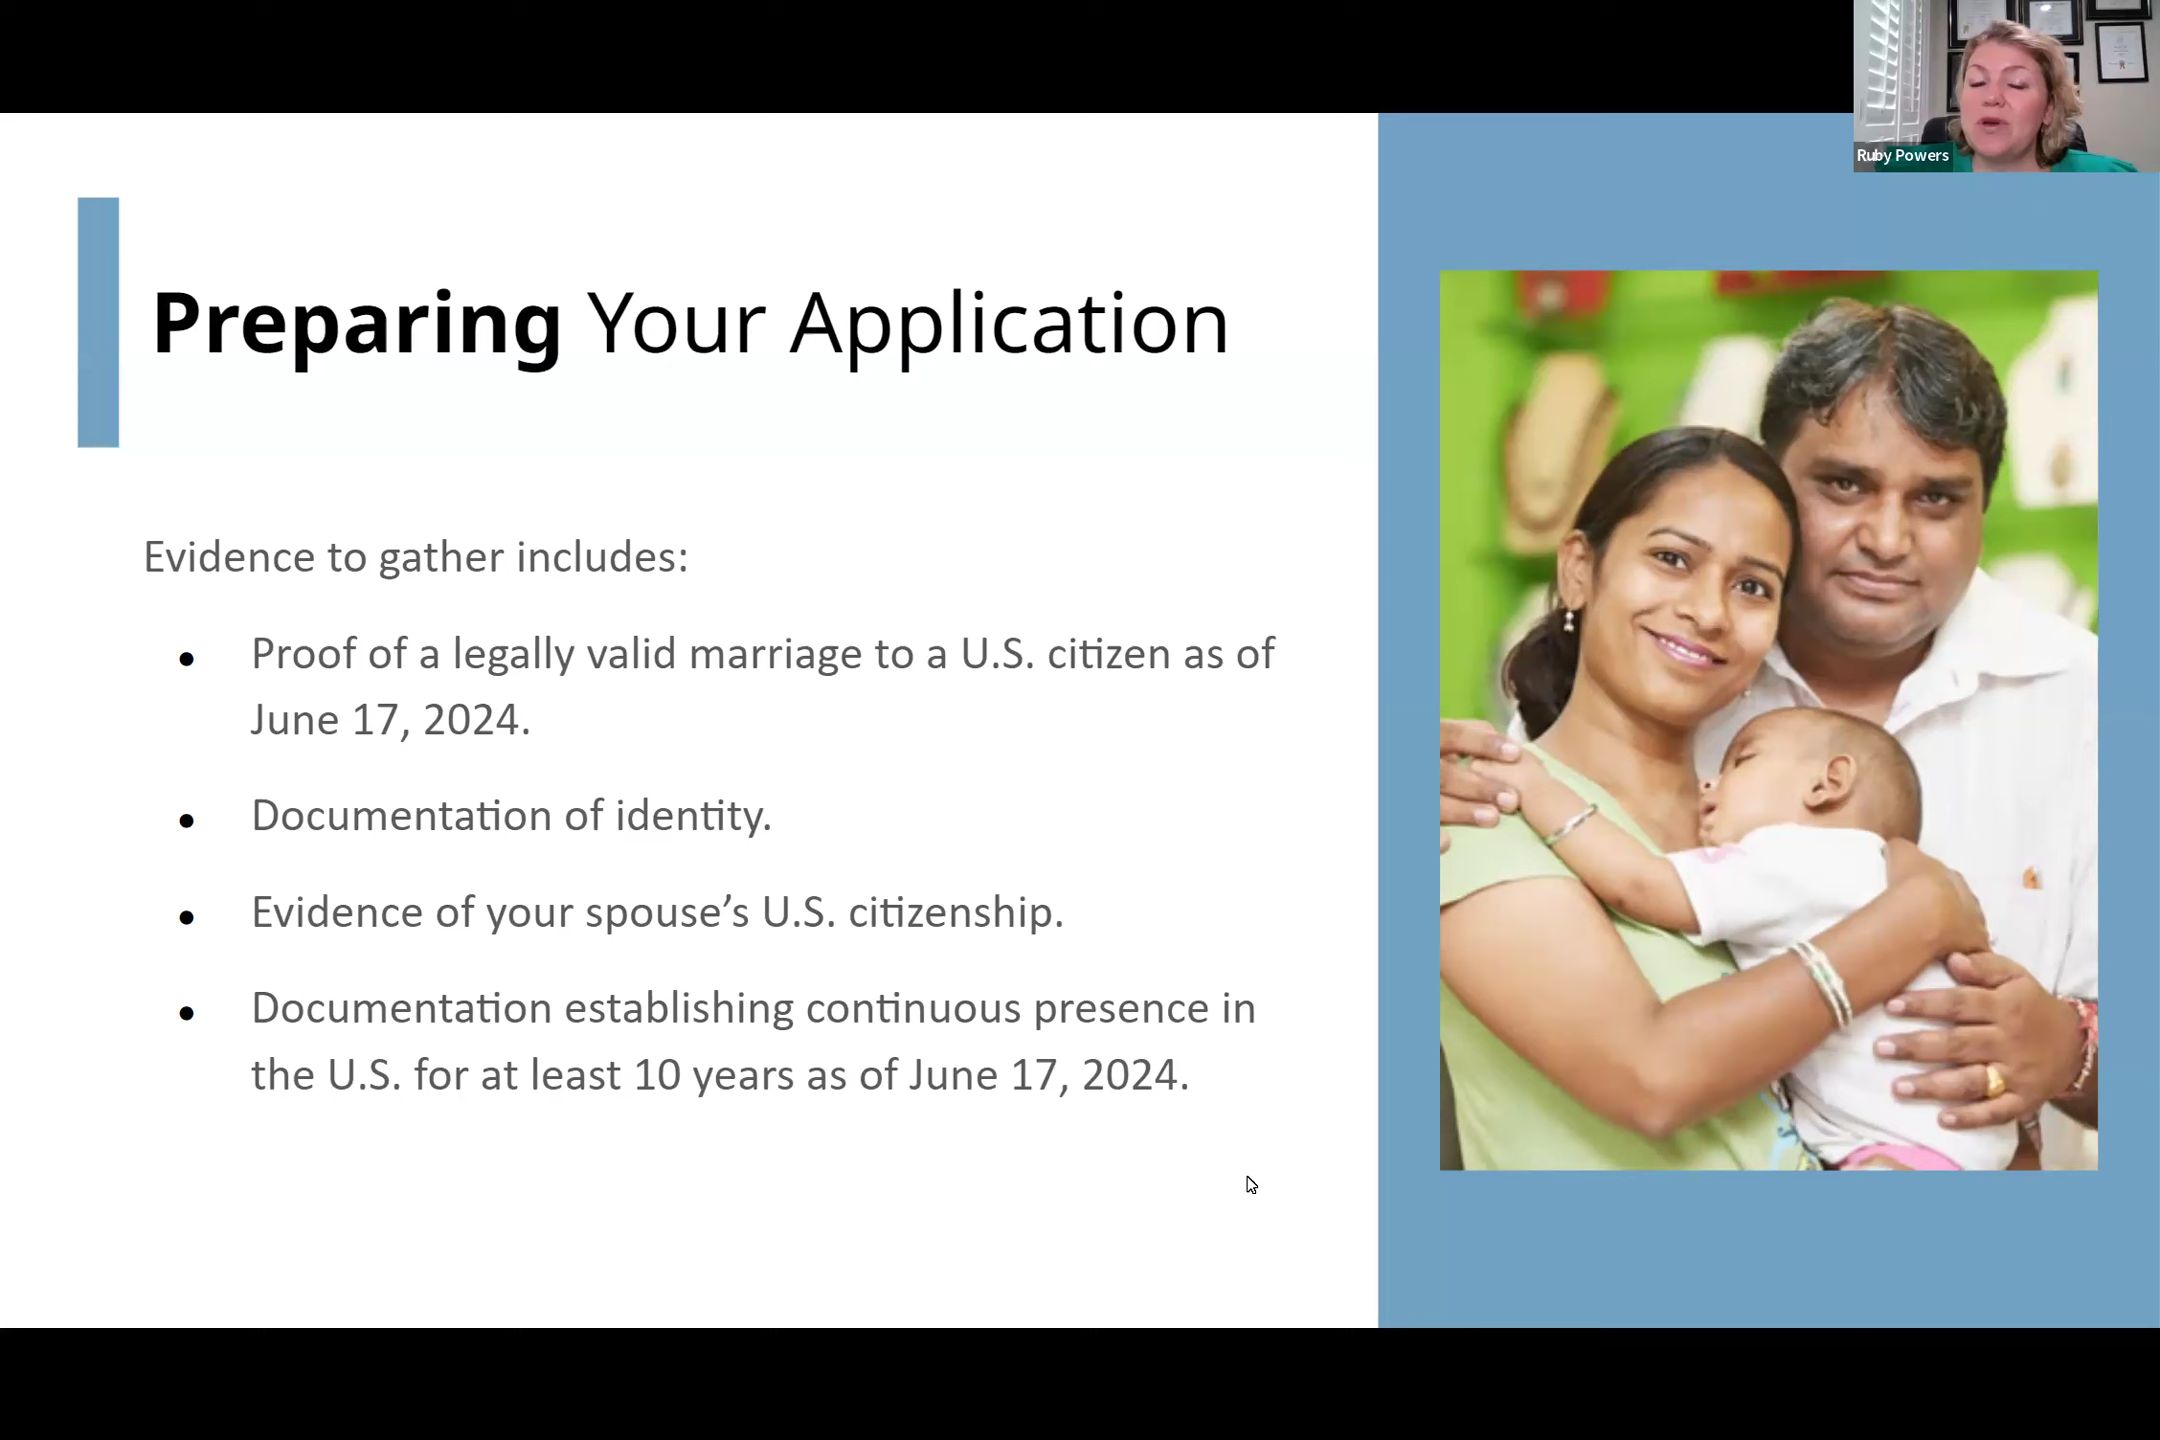 Ruby Powers
Preparing Your Application
Evidence to gather includes:
● Proof of a legally valid marriage to a U.S. citizen as of
June 17, 2024.
● Documentation of identity.
● Evidence of your spouse’s U.S. citizenship.
● Documentation establishing continuous presence in
the U.S. for at least 10 years as of June 17, 2024.